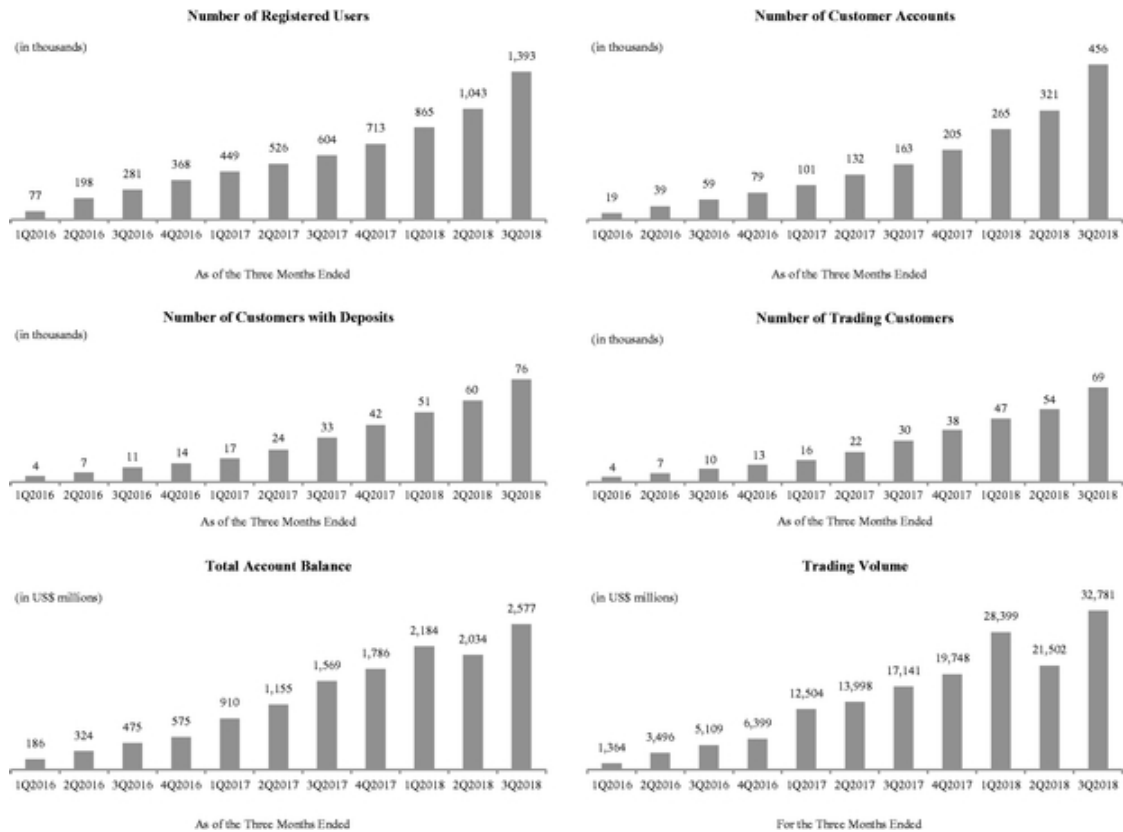 Number of Registered Users
(in thousands)
77 198 281 368 449 526 604 713 865 1,043 1,393
1Q2016 2Q2016 3Q2016 4Q2016 1Q2017 2Q2017 3Q2017 4Q2017 1Q2018 2Q2018 3Q2018
As of the Three Months Ended
Number of Customer Accounts
(in thousands)
19 39 59 79 101 132 163 205 265 321 456
1Q2016 2Q2016 3Q2016 4Q2016 1Q2017 2Q2017 3Q2017 4Q2017 1Q2018 2Q2018 3Q2018
As of the Three Months Ended
Number of Customers with Deposits
(in thousands)
4 7 11 14 17 24 33 42 51 60 76
1Q2016 2Q2016 3Q2016 4Q2016 1Q2017 2Q2017 3Q2017 4Q2017 1Q2018 2Q2018 3Q2018
As of the Three Months Ended
Number of Trading Customers
(in thousands)
4 7 10 13 16 22 30 38 47 54 69
1Q2016 2Q2016 3Q2016 4Q2016 1Q2017 2Q2017 3Q2017 4Q2017 1Q2018 2Q2018 3Q2018
As of the Three Months Ended
Total Account Balance
(in US$ millions)
186 324 475 575 910 1,155 1,569 1,786 2,184 2,034 2,577
1Q2016 2Q2016 3Q2016 4Q2016 1Q2017 2Q2017 3Q2017 4Q2017 1Q2018 2Q2018 3Q2018
As of the Three Months Ended
Trading Volume
(in US$ millions)
1,364 3,496 5,109 6,399 12,504 13,998 17,141 19,748 28,399 21,502 32,781
1Q2016 2Q2016 3Q2016 4Q2016 1Q2017 2Q2017 3Q2017 4Q2017 1Q2018 2Q2018 3Q2018
For the Three Months Ended